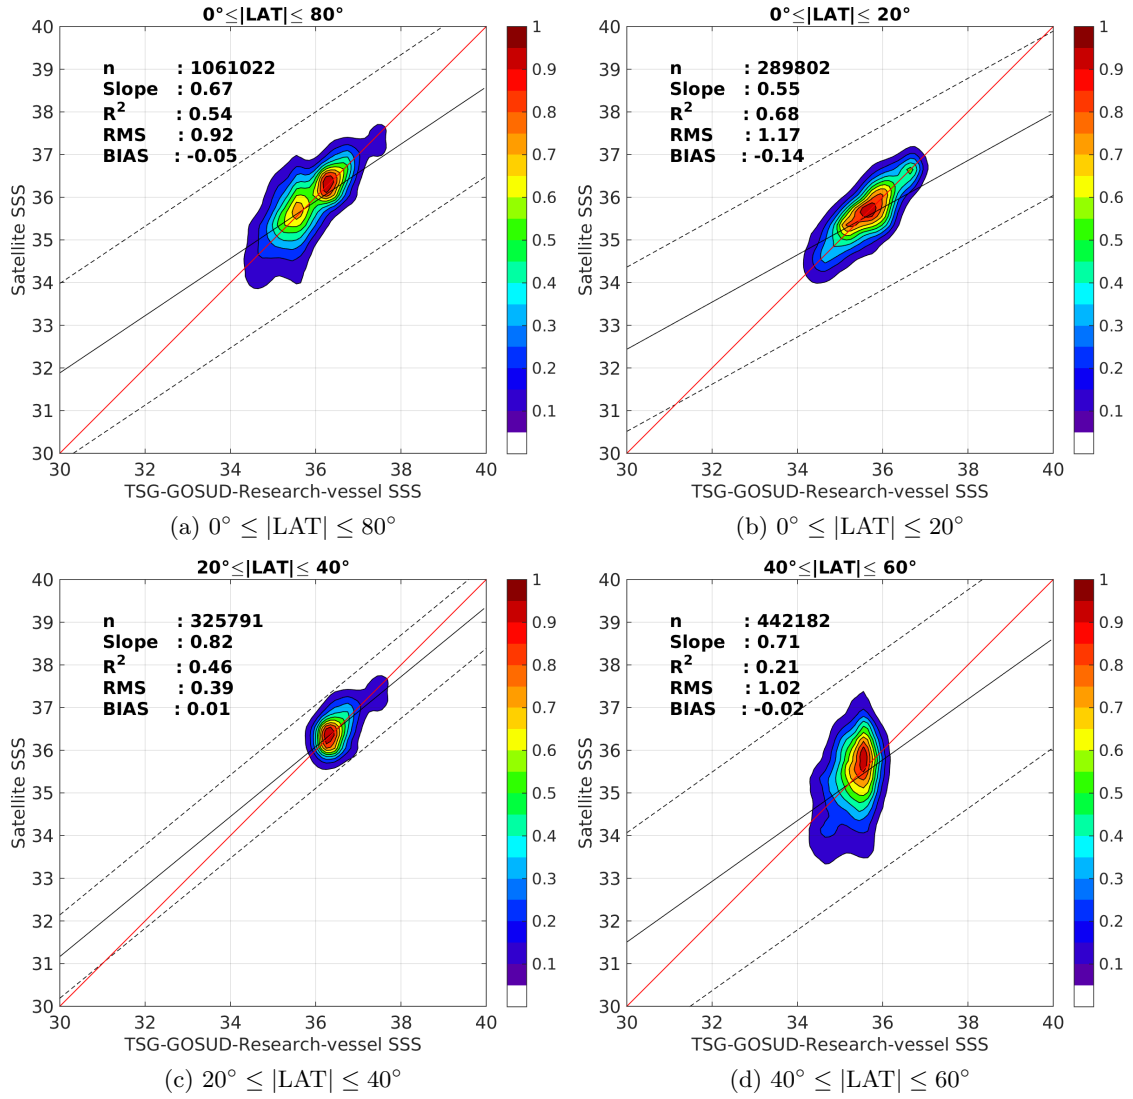 0°≤|LAT|≤ 80°
n : 1061022
Slope : 0.67
R² : 0.54
RMS : 0.92
BIAS : -0.05
40
39
38
37
36
35
34
33
32
31
30
Satellite SSS
30 32 34 36 38 40
TSG-GOSUD-Research-vessel SSS
1
0.9
0.8
0.7
0.6
0.5
0.4
0.3
0.2
0.1
(a) 0° ≤ |LAT| ≤ 80°
0°≤|LAT|≤ 20°
n : 289802
Slope : 0.55
R² : 0.68
RMS : 1.17
BIAS : -0.14
40
39
38
37
36
35
34
33
32
31
30
Satellite SSS
30 32 34 36 38 40
TSG-GOSUD-Research-vessel SSS
1
0.9
0.8
0.7
0.6
0.5
0.4
0.3
0.2
0.1
(b) 0° ≤ |LAT| ≤ 20°
20°≤|LAT|≤ 40°
n : 325791
Slope : 0.82
R² : 0.46
RMS : 0.39
BIAS : 0.01
40
39
38
37
36
35
34
33
32
31
30
Satellite SSS
30 32 34 36 38 40
TSG-GOSUD-Research-vessel SSS
1
0.9
0.8
0.7
0.6
0.5
0.4
0.3
0.2
0.1
(c) 20° ≤ |LAT| ≤ 40°
40°≤|LAT|≤ 60°
n : 442182
Slope : 0.71
R² : 0.21
RMS : 1.02
BIAS : -0.02
40
39
38
37
36
35
34
33
32
31
30
Satellite SSS
30 32 34 36 38 40
TSG-GOSUD-Research-vessel SSS
1
0.9
0.8
0.7
0.6
0.5
0.4
0.3
0.2
0.1
(d) 40° ≤ |LAT| ≤ 60°